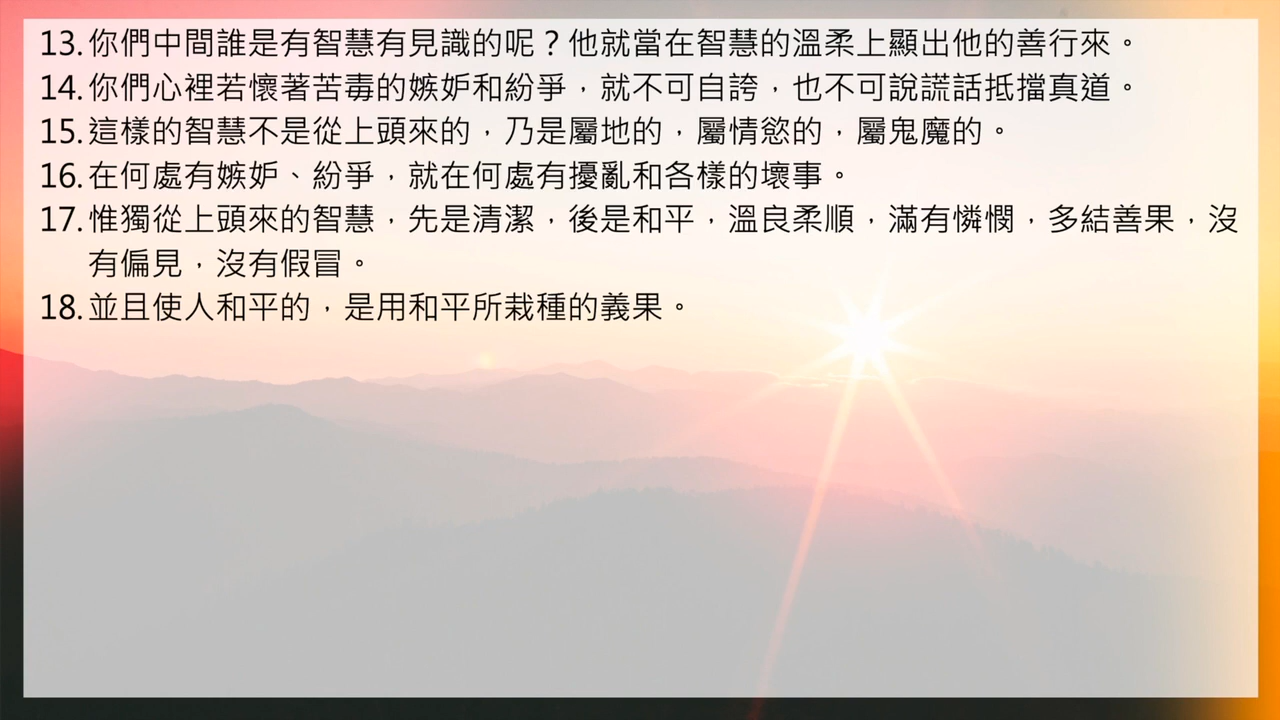 13.你們中間誰是有智慧有見識的呢？他就當在智慧的溫柔上顯出他的善行來。
14.你們心裡若懷著苦毒的嫉妒和紛爭，就不可自誇，也不可說謊話抵擋真道。
15.這樣的智慧不是從上頭來的，乃是屬地的，屬情慾的，屬鬼魔的。
16.在何處有嫉妒、紛爭，就在何處有擾亂和各樣的壞事。
17.惟獨從上頭來的智慧，先是清潔，後是和平，溫良柔順，滿有憐憫，多結善果，沒
有偏見，沒有假冒。
18.並且使人和平的，是用和平所栽種的義果。